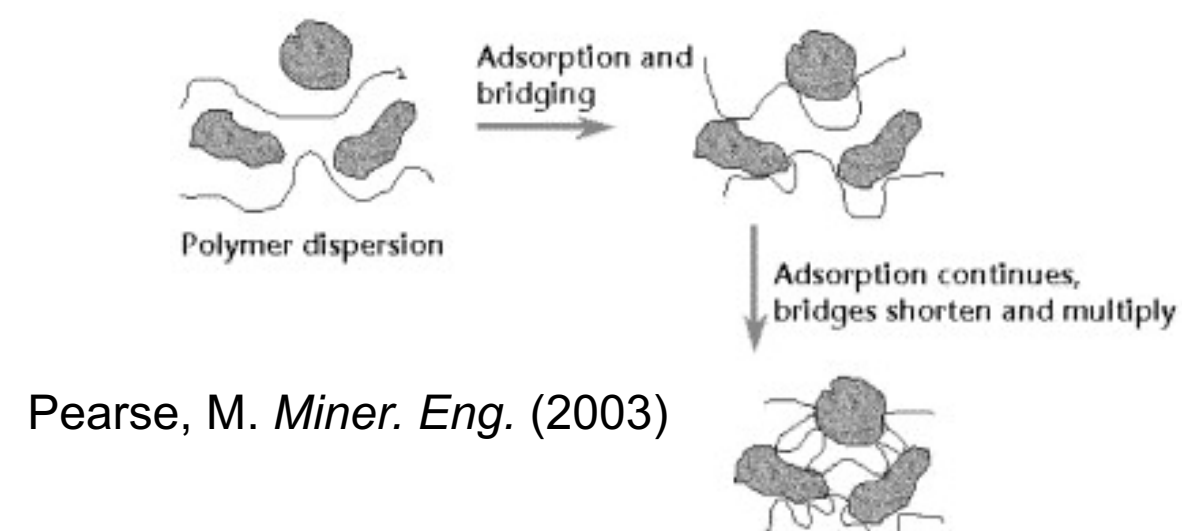 Adsorption and
bridging
Polymer dispersion
Adsorption continues,
bridges shorten and multiply
Pearse, M. Miner. Eng. (2003)